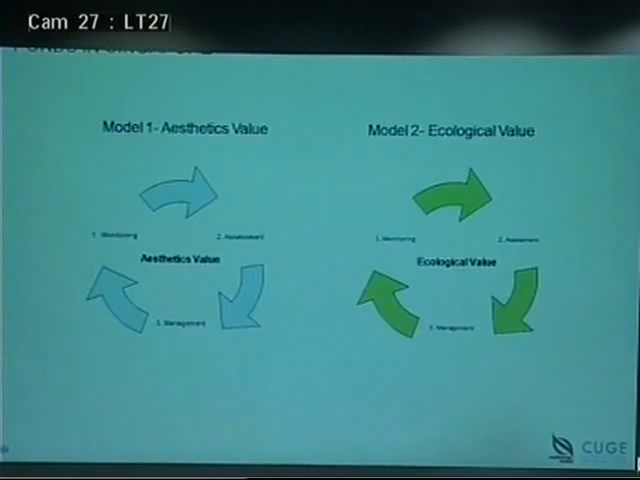 Cam 27 : LT27
Model 1- Aesthetics Value
Model 2- Ecological Value
1. Monitoring
2. Assessment
Aesthetics Value
3. Management
1. Monitoring
2. Assessment
Ecological Value
3. Management
CUGE